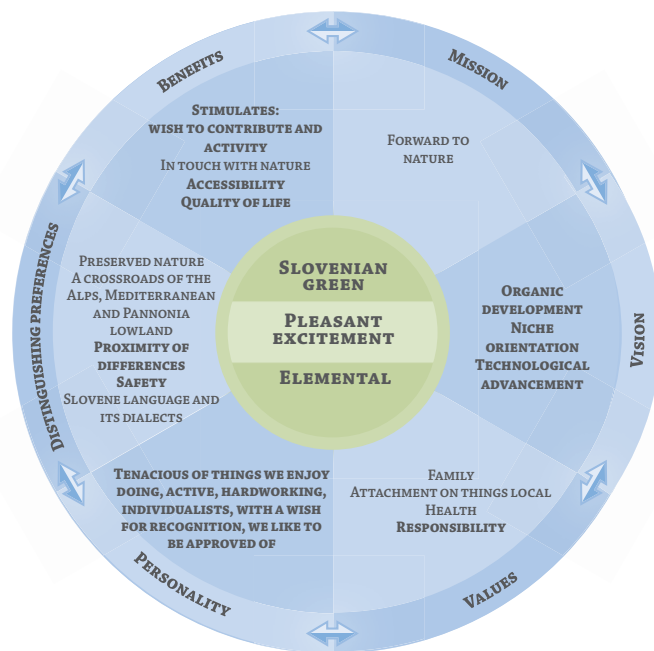 Benefits
Stimulates:
wish to contribute and
activity
In touch with nature
Accessibility
Quality of life
Mission
Forward to
nature
Vision
Organic
development
Niche
orientation
Technological
advancement
Values
Family
Attachment on things local
Health
Responsibility
Personality
Tenacious of things we enjoy
doing, active, hardworking,
individualists, with a wish
for recognition, we like to
be approved of
Distinguishing preferences
Preserved nature
A crossroads of the
Alps, Mediterranean
and Pannonia
lowland
Proximity of
differences
Safety
Slovene language and
its dialects
Slovenian
green
Pleasant
excitement
Elemental